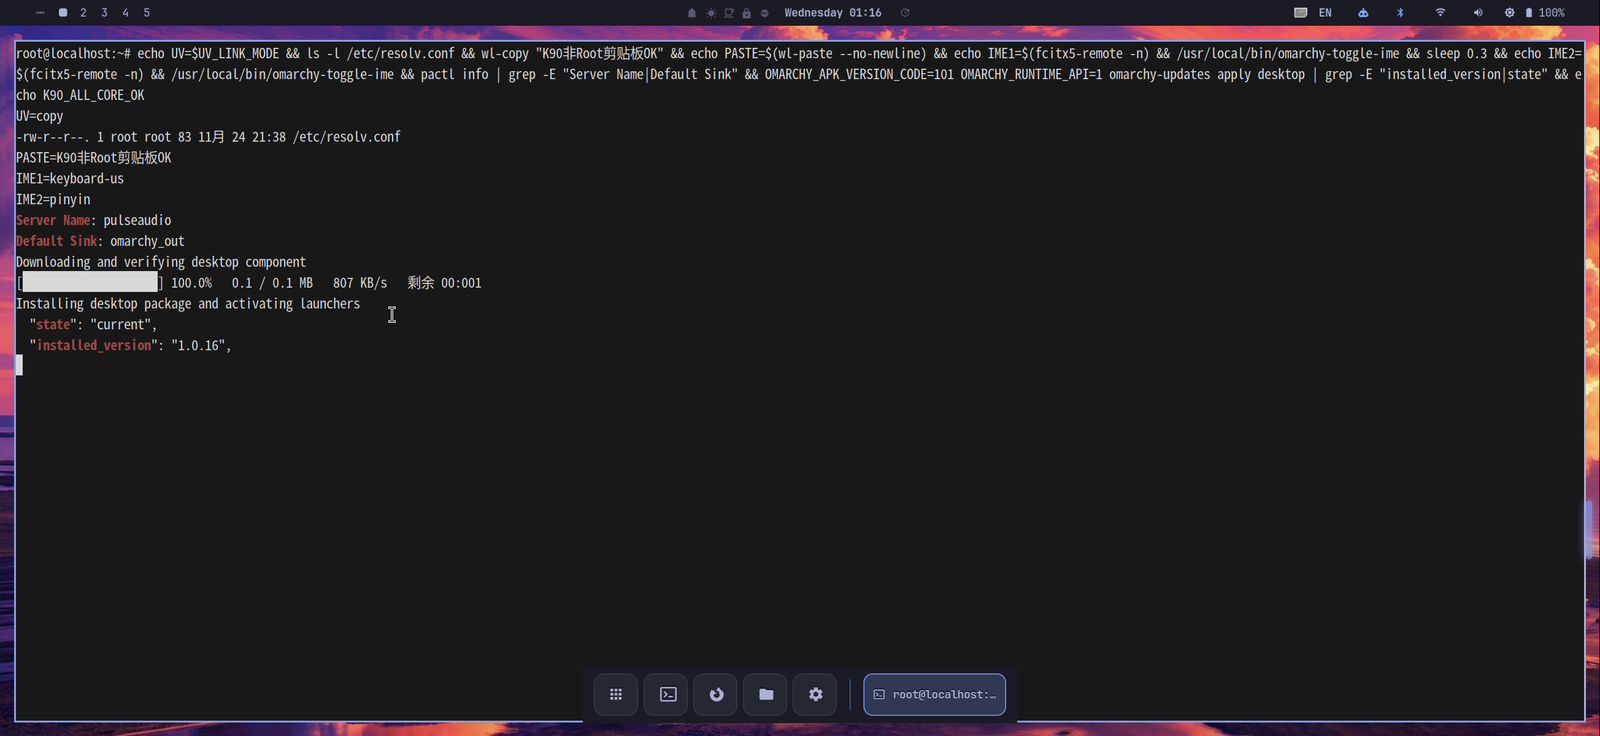 2 3 4 5
Wednesday 01:16
EN
100%
root@localhost:~# echo UV=$UV_LINK_MODE && ls -l /etc/resolv.conf && wl-copy "K90非Root剪贴板OK" && echo PASTE=$(wl-paste --no-newline) && echo IME1=$(fcitx5-remote -n) && /usr/local/bin/omarchy-toggle-ime && sleep 0.3 && echo IME2=
$(fcitx5-remote -n) && /usr/local/bin/omarchy-toggle-ime && pactl info | grep -E "Server Name|Default Sink" && OMARCHY_APK_VERSION_CODE=101 OMARCHY_RUNTIME_API=1 omarchy-updates apply desktop | grep -E "installed_version|state" && e
cho K90_ALL_CORE_OK
UV=copy
-rw-r--r--. 1 root root 83 11月 24 21:38 /etc/resolv.conf
PASTE=K90非Root剪贴板OK
IME1=keyboard-us
IME2=pinyin
Server Name: pulseaudio
Default Sink: omarchy_out
Downloading and verifying desktop component
[ ] 100.0% 0.1 / 0.1 MB 807 KB/s 剩余 00:001
Installing desktop package and activating launchers
"state": "current",
"installed_version": "1.0.16",
root@localhost:…